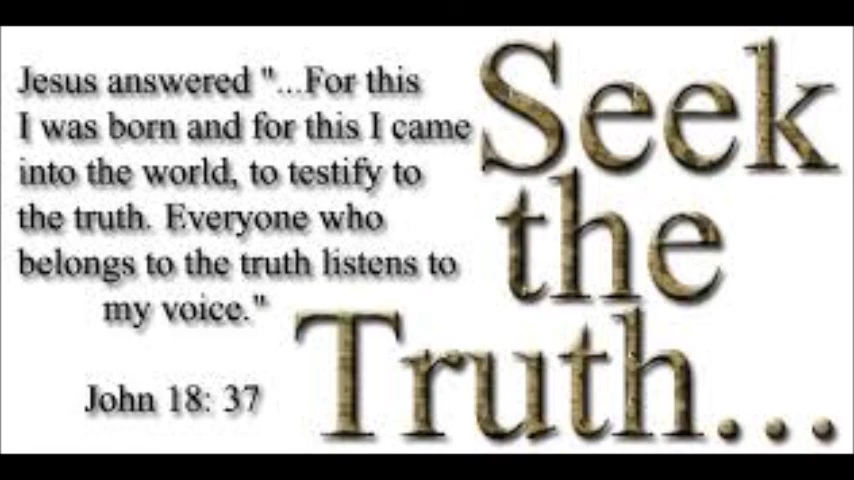 Jesus answered "...For this
I was born and for this I came
into the world, to testify to
the truth. Everyone who
belongs to the truth listens to
my voice."
John 18: 37
Seek
the
Truth...